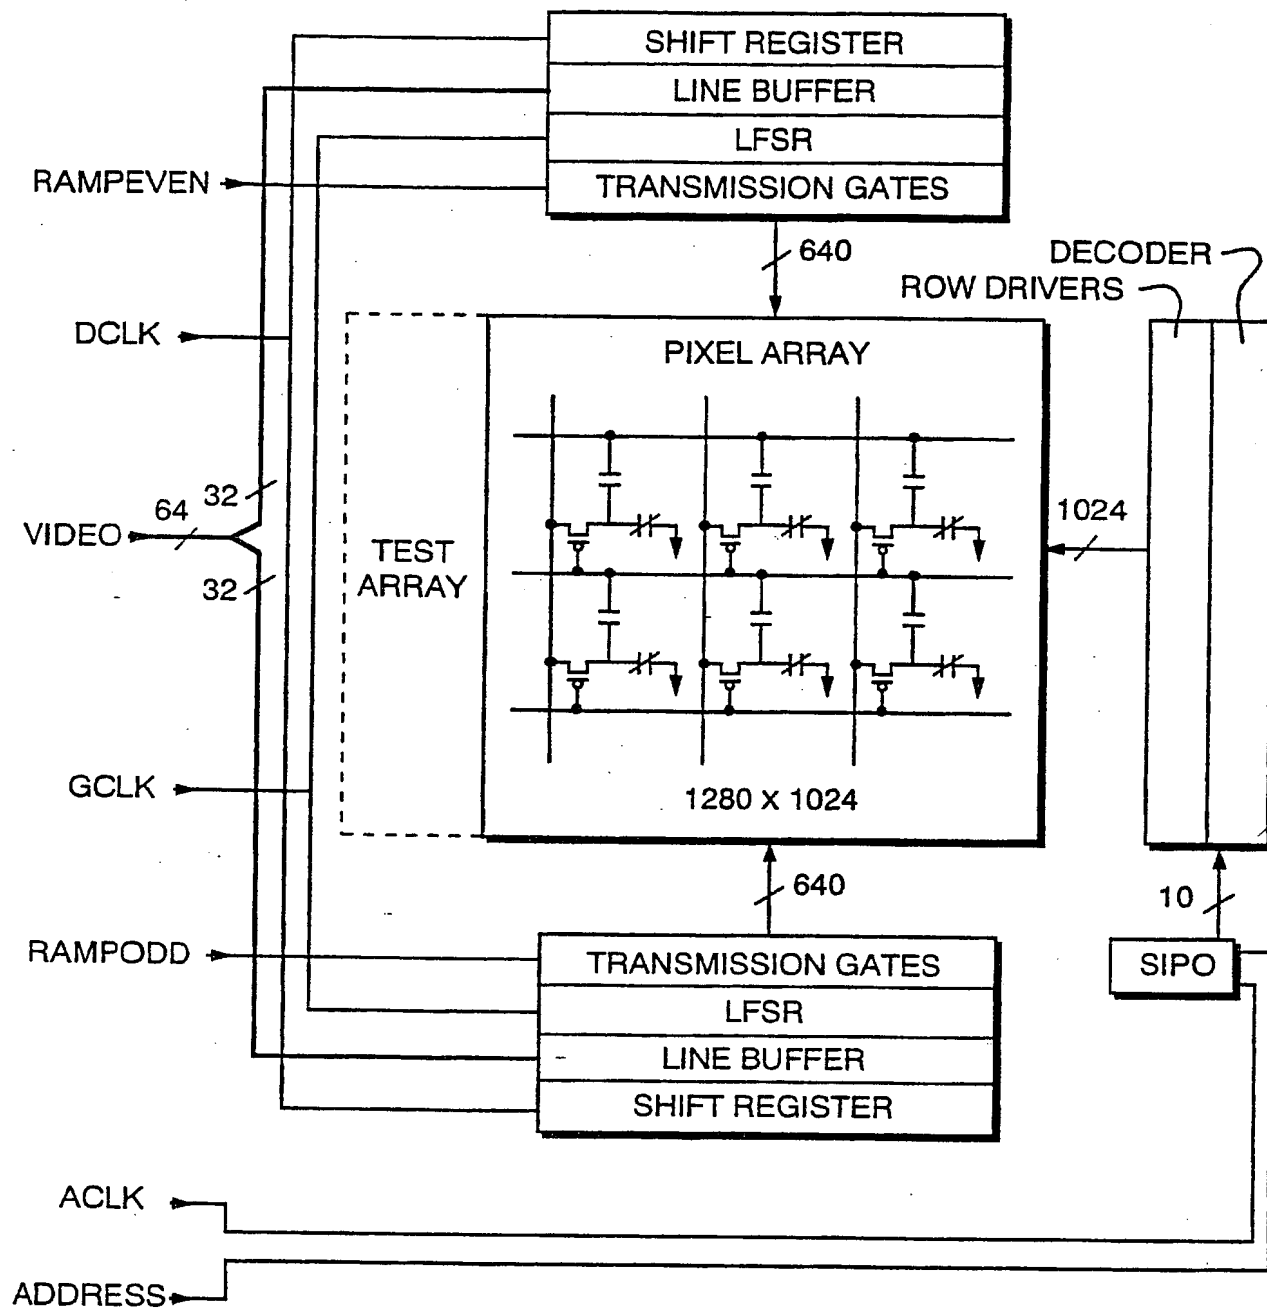 SHIFT REGISTER
LINE BUFFER
LFSR
RAMPEVEN
TRANSMISSION GATES
640
DECODER
ROW DRIVERS
DCLK
PIXEL ARRAY
32
64
VIDEO
1024
TEST
ARRAY
32
GCLK
1280 X 1024
640
10
RAMPODD
TRANSMISSION GATES
SIPO
LFSR
LINE BUFFER
SHIFT REGISTER
ACLK
ADDRESS